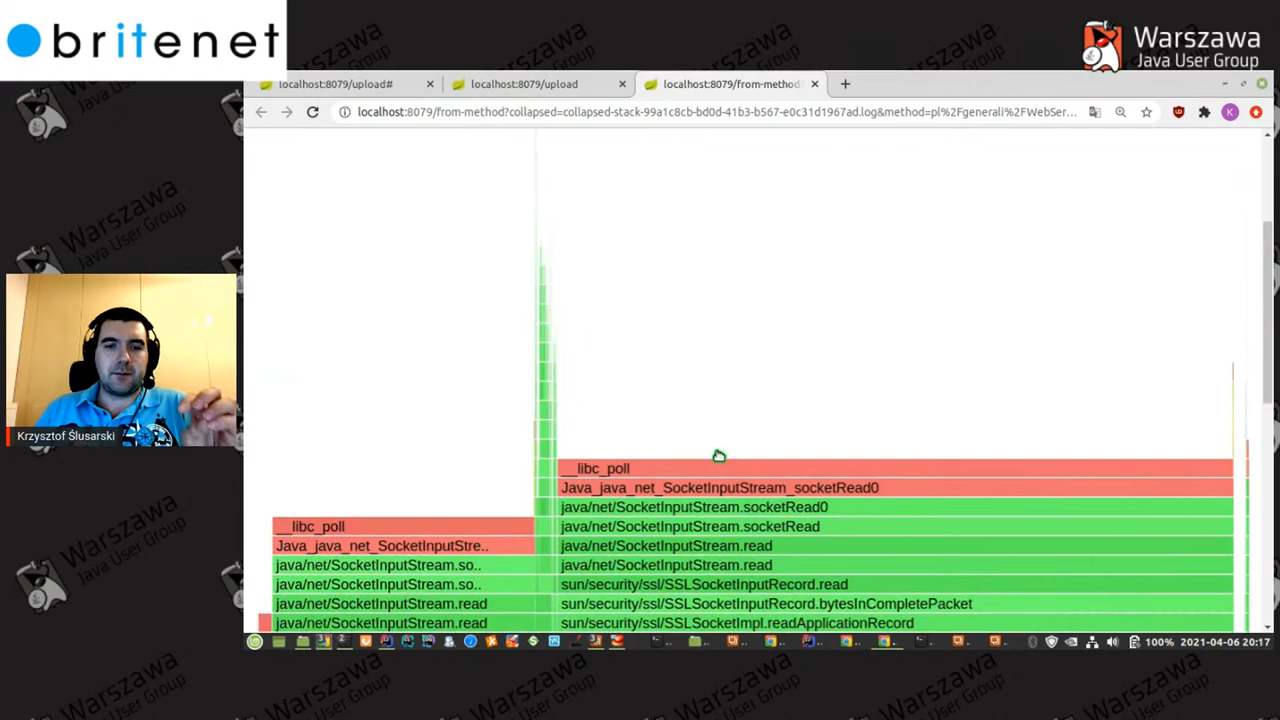 britenet
Warszawa
Java User Group
localhost:8079/upload#
localhost:8079/upload
localhost:8079/from-method
localhost:8079/from-method?collapsed=collapsed-stack-99a1c8cb-bd0d-41b3-b567-e0c31d1967ad.log&method=pl%2Fgenerali%2FWebSer...
K
Krzysztof Ślusarski
__libc_poll
Java_java_net_SocketInputStream_socketRead0
java/net/SocketInputStream.socketRead0
__libc_poll
java/net/SocketInputStream.socketRead
Java_java_net_SocketInputStre..
java/net/SocketInputStream.read
java/net/SocketInputStream.so..
java/net/SocketInputStream.read
java/net/SocketInputStream.so..
sun/security/ssl/SSLSocketInputRecord.read
java/net/SocketInputStream.read
sun/security/ssl/SSLSocketInputRecord.bytesInCompletePacket
java/net/SocketInputStream.read
sun/security/ssl/SSLSocketImpl.readApplicationRecord
100% 2021-04-06 20:17